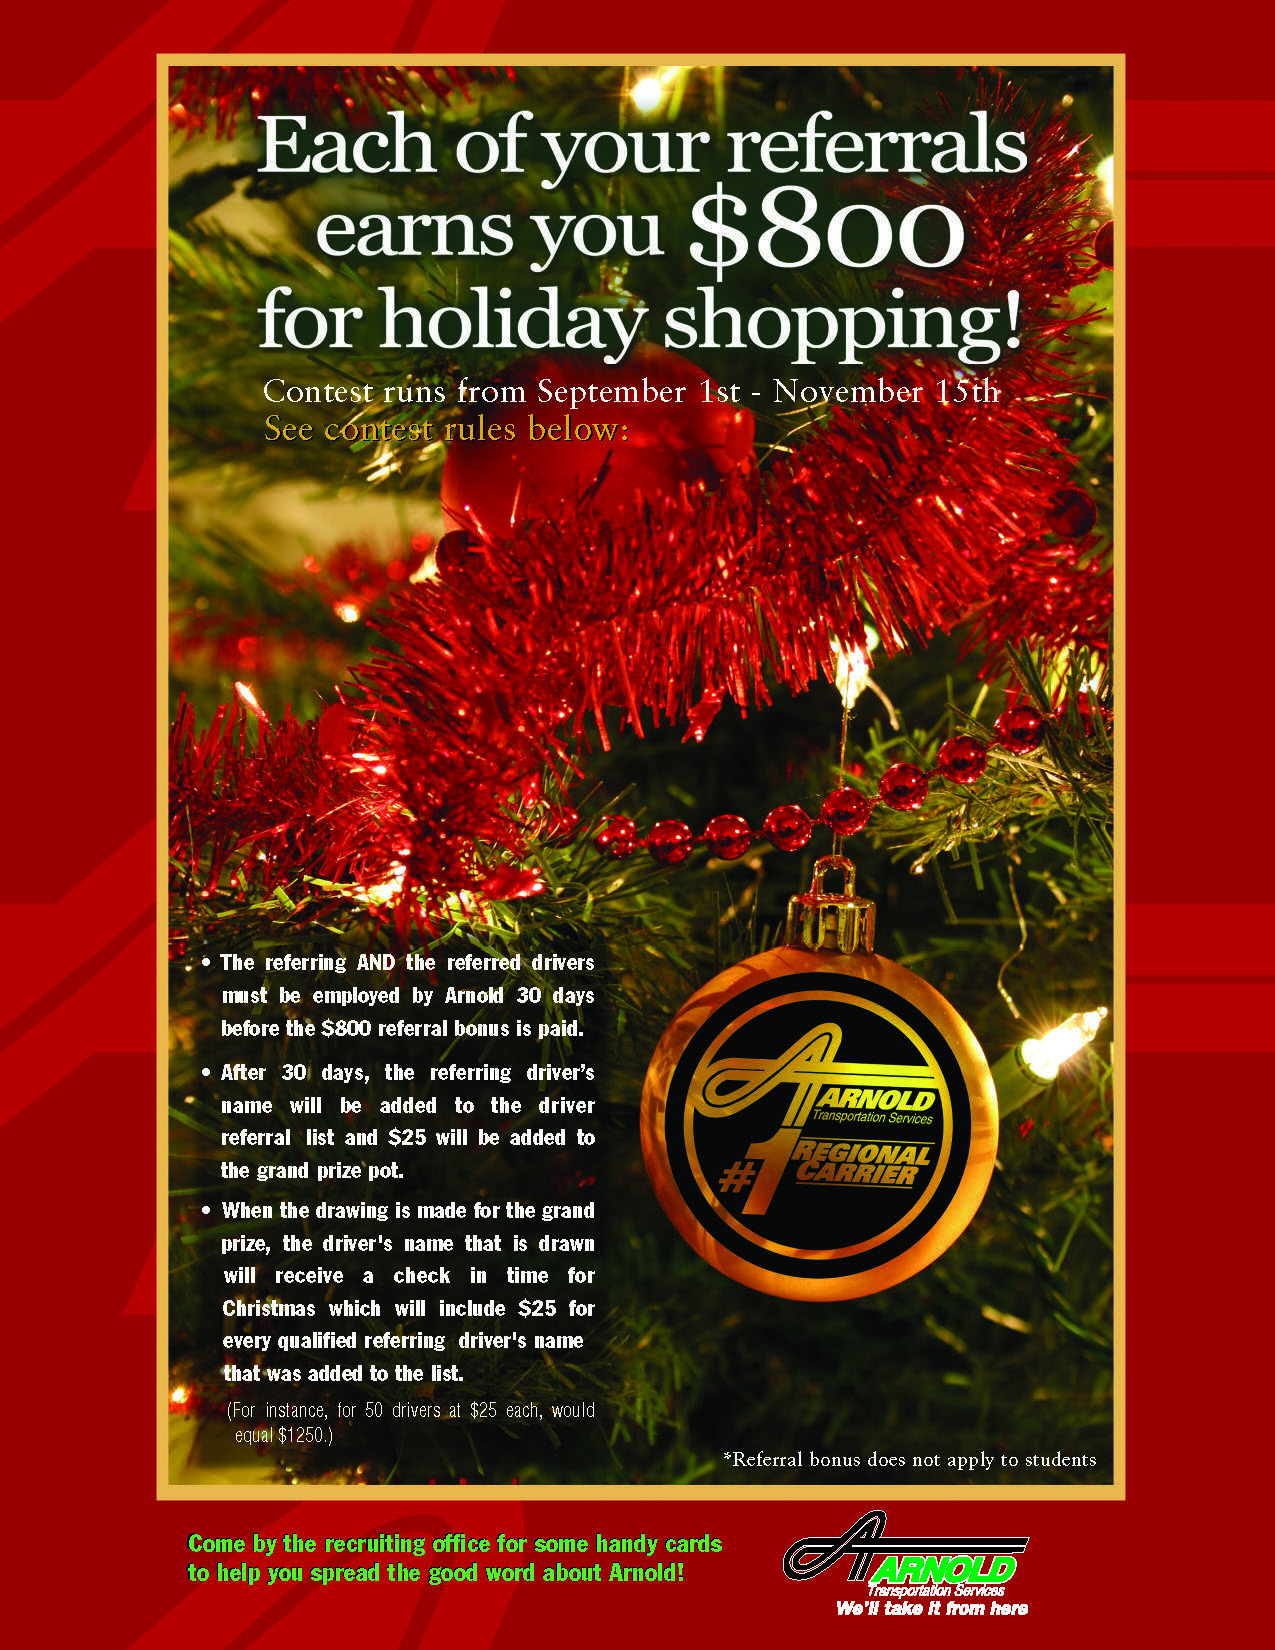 Each of your referrals
earns you $800
for holiday shopping!
Contest runs from September 1st - November 15th
See contest rules below:
• The referring AND the referred drivers
must be employed by Arnold 30 days
before the $800 referral bonus is paid.
• After 30 days, the referring driver’s
name will be added to the driver
referral list and $25 will be added to
the grand prize pot.
• When the drawing is made for the grand
prize, the driver's name that is drawn
will receive a check in time for
Christmas which will include $25 for
every qualified referring driver's name
that was added to the list.
(For instance, for 50 drivers at $25 each, would
equal $1250.)
ARNOLD
Transportation Services
#1 REGIONAL
CARRIER
*Referral bonus does not apply to students
Come by the recruiting office for some handy cards
to help you spread the good word about Arnold!
ARNOLD
Transportation Services
We'll take it from here